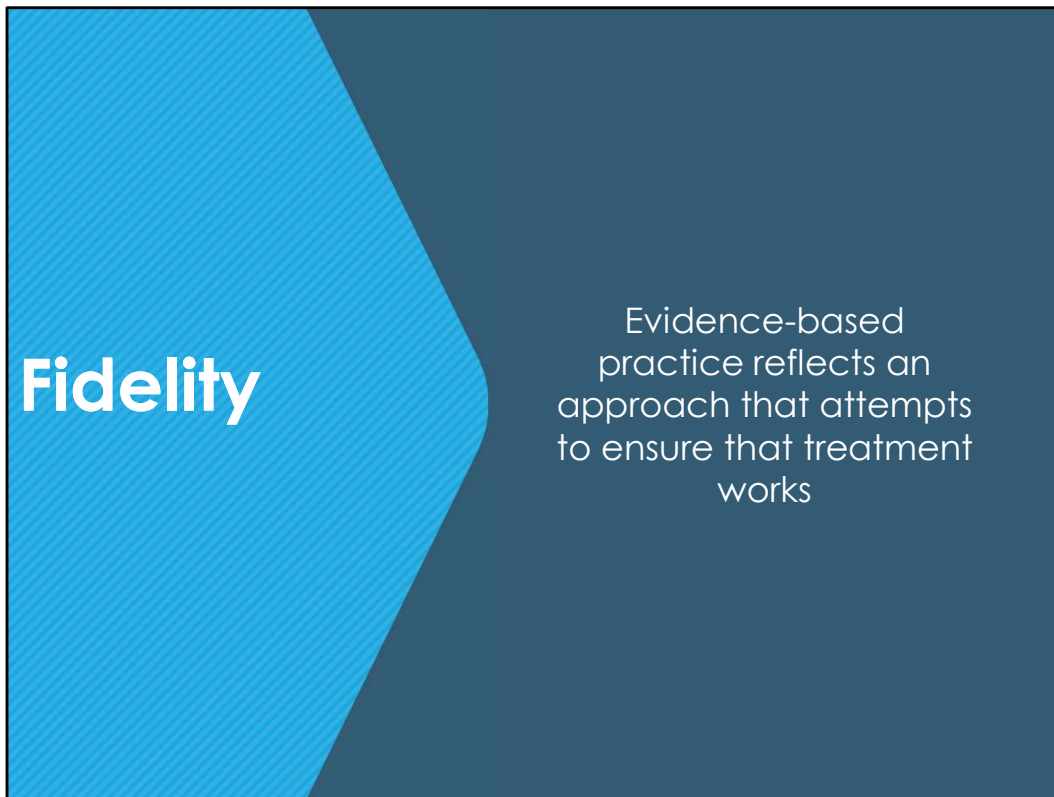 Fidelity
Evidence-based
practice reflects an
approach that attempts
to ensure that treatment
works